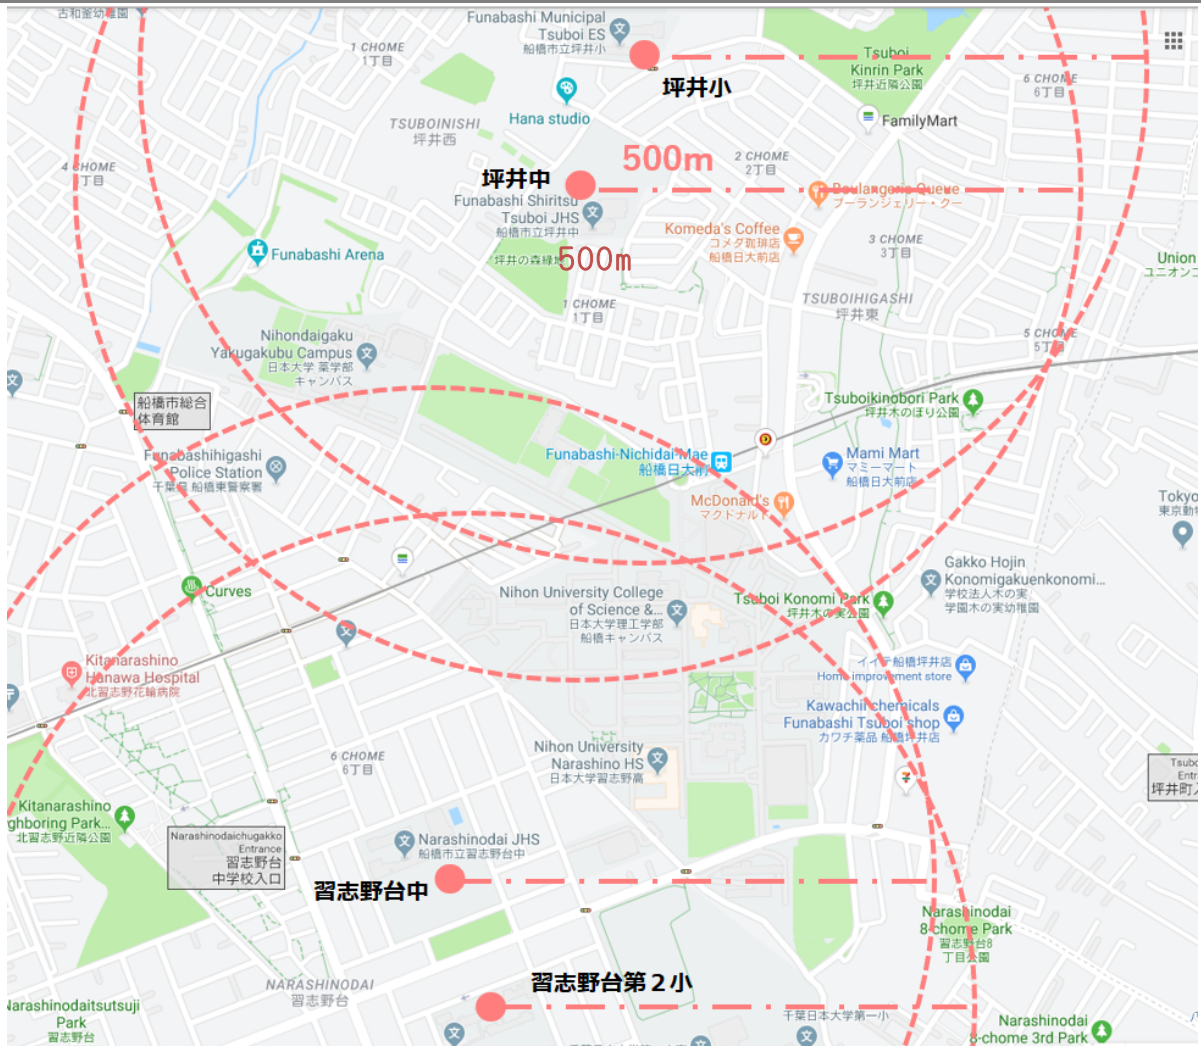 古和釜幼稚園
Funabashi Municipal
Tsuboi ES
船橋市立坪井小
1 CHOME
1丁目
坪井小
Tsuboi
Kinrin Park
坪井近隣公園
6 CHOME
6丁目
Hana studio
TSUBOINISHI
坪井西
FamilyMart
4 CHOME
丁目
坪井中
500m
2 CHOME
2丁目
Funabashi Shiritsu
Tsuboi JHS
船橋市立坪井中
Boulangerie Queue
ブーランジェリー・クー
Komeda's Coffee
コメダ珈琲店
船橋日大前店
3 CHOME
3丁目
Funabashi Arena
坪井の森緑地
500m
Union
ユニオンコ
1 CHOME
1丁目
TSUBOIHIGASHI
坪井東
Nihondaigaku
Yakugakubu Campus
日本大学 薬学部
キャンパス
5 CHOME
5丁目
船橋市総合
体育館
Tsuboikinobori Park
坪井木のぼり公園
Funabashihigashi
Police Station
千葉県 船橋東警察署
Funabashi-Nichidai-Mae
船橋日大前
Mami Mart
マミーマート
船橋日大前店
McDonald's
マクドナルド
Tokyo
東京動物
Curves
Nihon University College
of Science &...
日本大学理工学部
船橋キャンパス
Gakko Hojin
Konomigakuenkonomi...
学校法人木の実
学園木の実幼稚園
Tsuboi Konomi Park
坪井木の実公園
Kitanarashino
Hanawa Hospital
北習志野花輪病院
イイテ船橋坪井店
Home improvement store
Kawachii chemicals
Funabashi Tsuboi shop
カワチ薬品 船橋坪井店
6 CHOME
6丁目
Nihon University
Narashino HS
日本大学習志野高
Tsubo
Entr
坪井町入
Kitanarashino
ghboring Park...
北習志野近隣公園
Narashinodaichugakko
Entrance
習志野台
中学校入口
Narashinodai JHS
船橋市立習志野台中
習志野台中
Narashinodai
8-chome Park
習志野台8
丁目公園
NARASHINODAI
習志野台
習志野台第２小
Narashinodaitsutsuji
Park
習志野台
千葉日本大学第一小
Narashinodai
8-chome 3rd Park